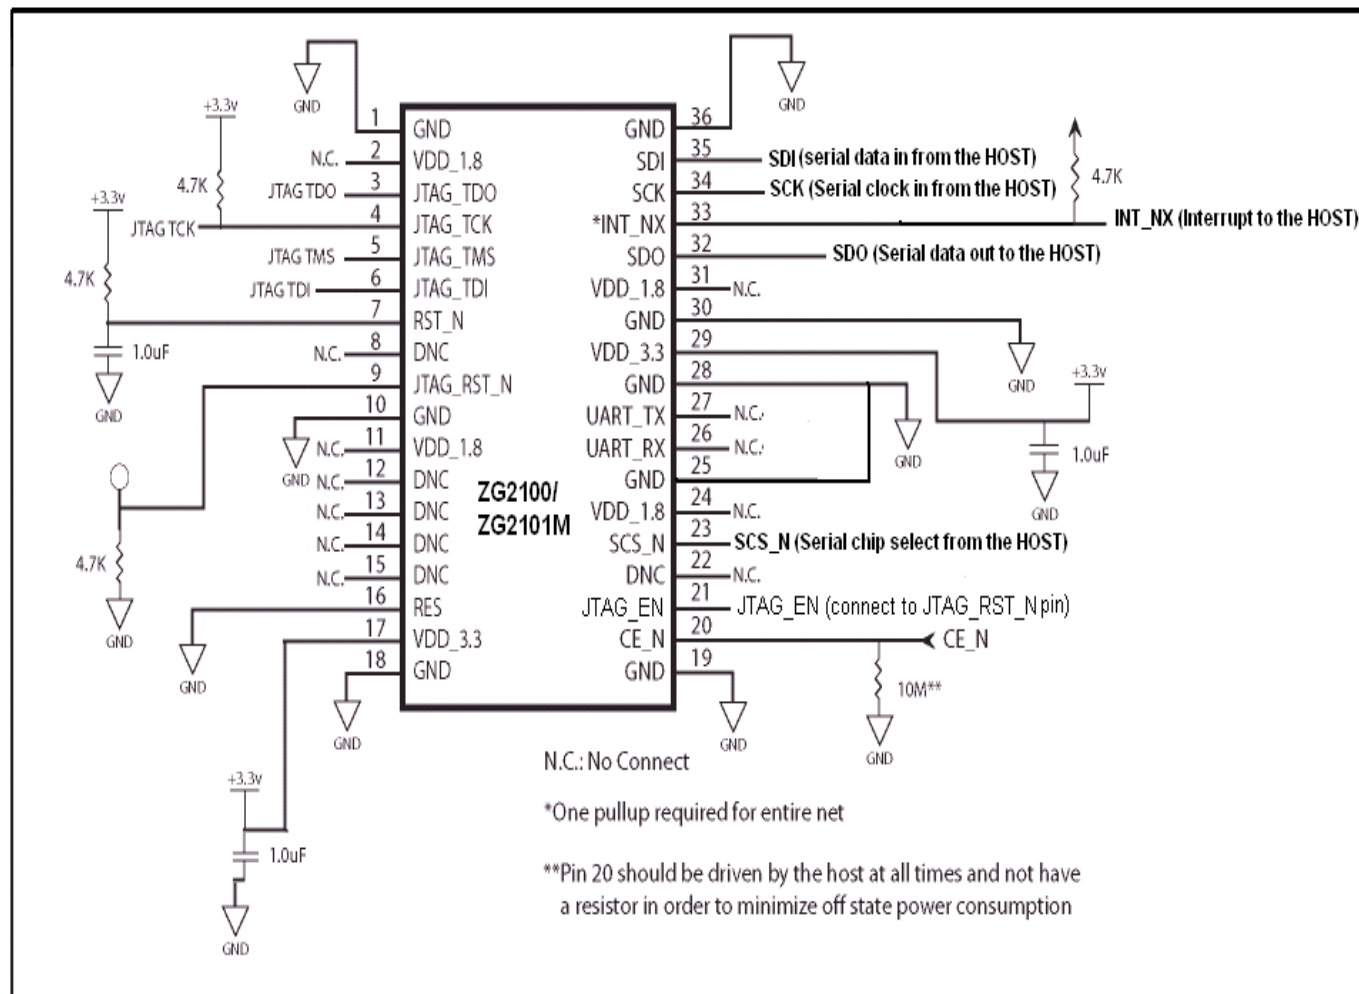 GND
GND
+3.3v
4.7K
+3.3v
4.7K
1.0uF
GND
1 GND
N.C. 2 VDD_1.8
JTAG TDO 3 JTAG_TDO
JTAG TCK 4 JTAG_TCK
JTAG TMS 5 JTAG_TMS
JTAG TDI 6 JTAG_TDI
7 RST_N
N.C. 8 DNC
9 JTAG_RST_N
10 GND
GND
N.C. 11 VDD_1.8
N.C. 12 DNC
N.C. 13 DNC
N.C. 14 DNC
N.C. 15 DNC
16 RES
17 VDD_3.3
18 GND
4.7K
GND
GND
GND
+3.3v
1.0uF
GND
ZG2100/
ZG2101M
GND 36
SDI 35 SDI (serial data in from the HOST)
SCK 34 SCK (Serial clock in from the HOST)
4.7K
*INT_NX 33 INT_NX (Interrupt to the HOST)
SDO 32 SDO (Serial data out to the HOST)
VDD_1.8 31 N.C.
GND 30
GND
VDD_3.3 29
+3.3v
1.0uF
GND
GND 28
GND
UART_TX 27 N.C.
UART_RX 26 N.C.
GND 25
VDD_1.8 24 N.C.
SCS_N 23 SCS_N (Serial chip select from the HOST)
DNC 22 N.C.
JTAG_EN 21 JTAG_EN (connect to JTAG_RST_N pin)
CE_N 20 CE_N
10M**
GND
GND 19
GND
N.C.: No Connect
*One pullup required for entire net
**Pin 20 should be driven by the host at all times and not have
a resistor in order to minimize off state power consumption